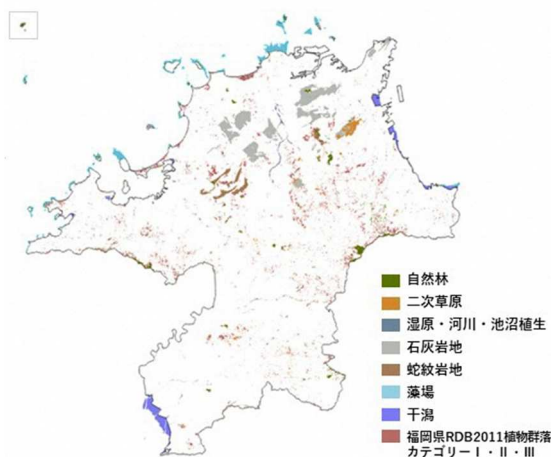 自然林
二次草原
湿原・河川・池沼植生
石灰岩地
蛇紋岩地
藻場
干潟
福岡県RDB2011植物群落
カテゴリーⅠ・Ⅱ・Ⅲ